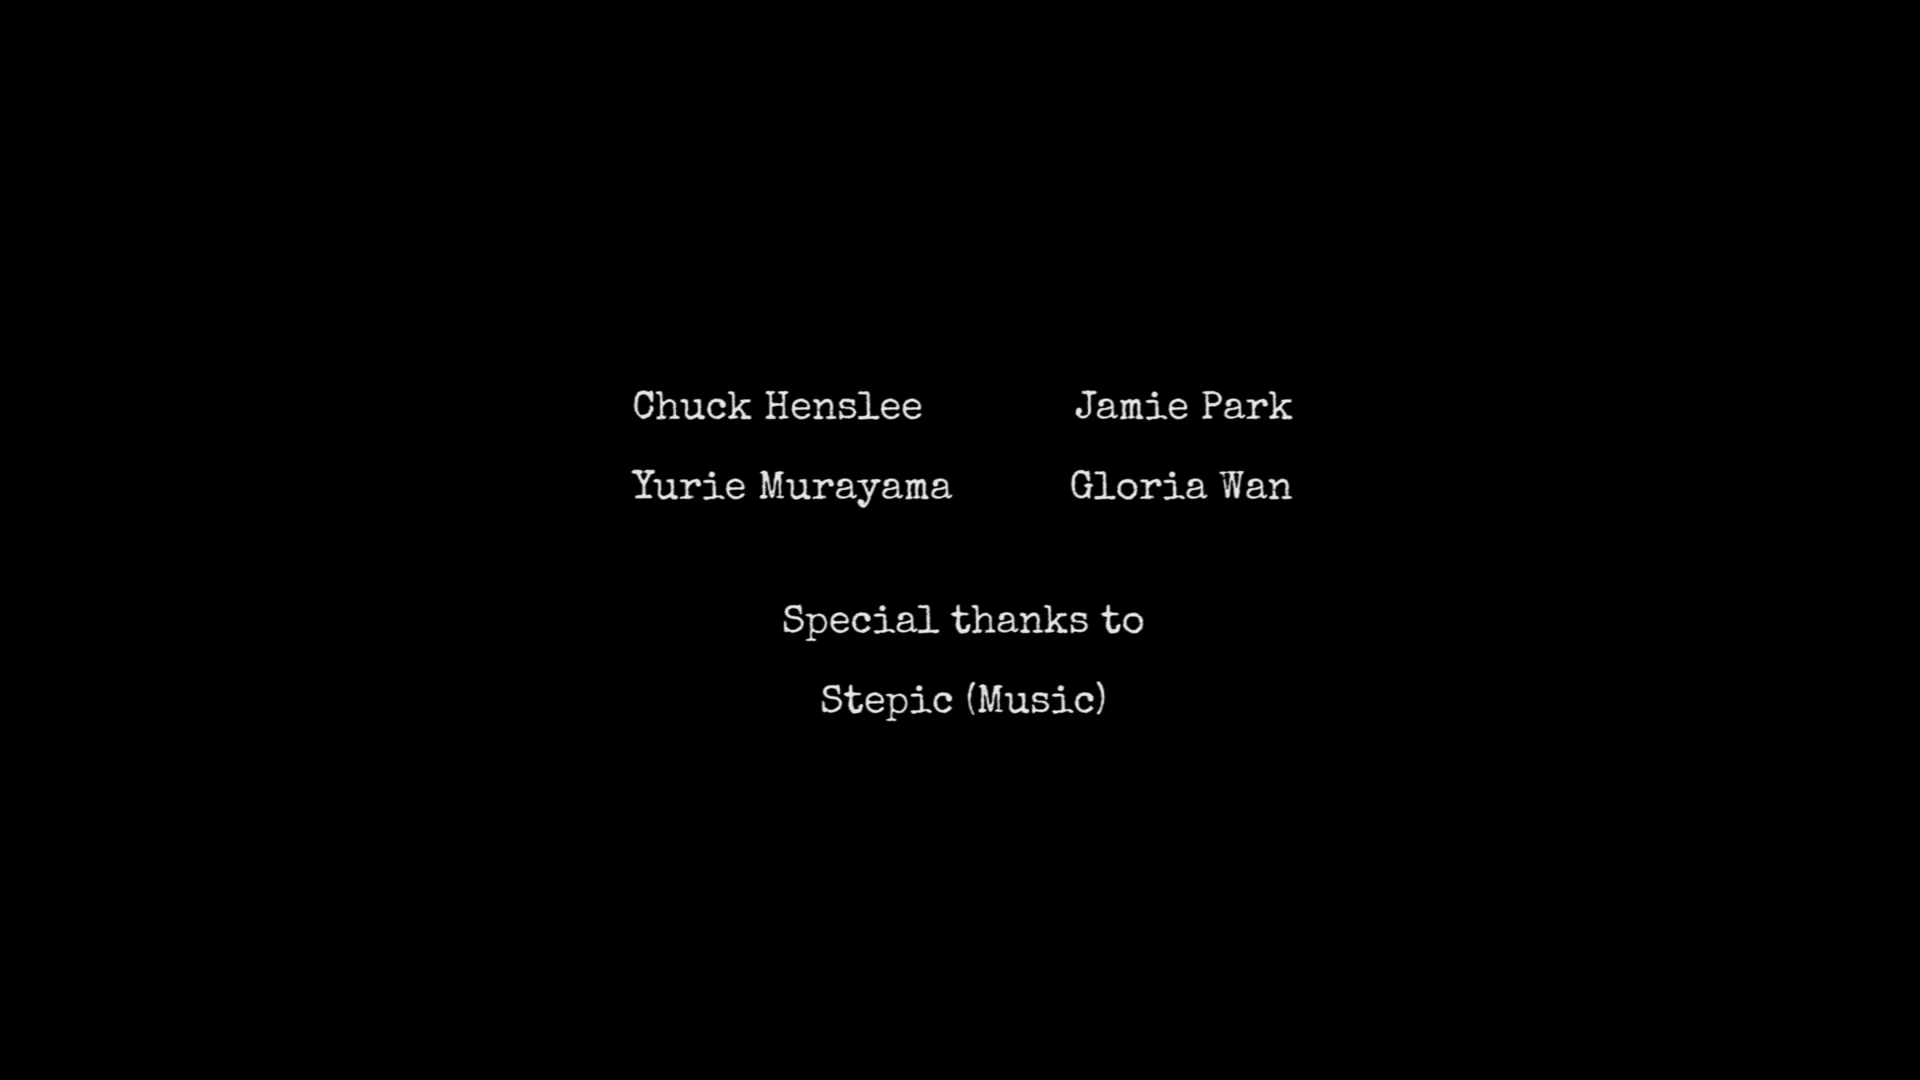 Chuck Henslee Jamie Park
Yurie Murayama Gloria Wan
Special thanks to
Stepic (Music)